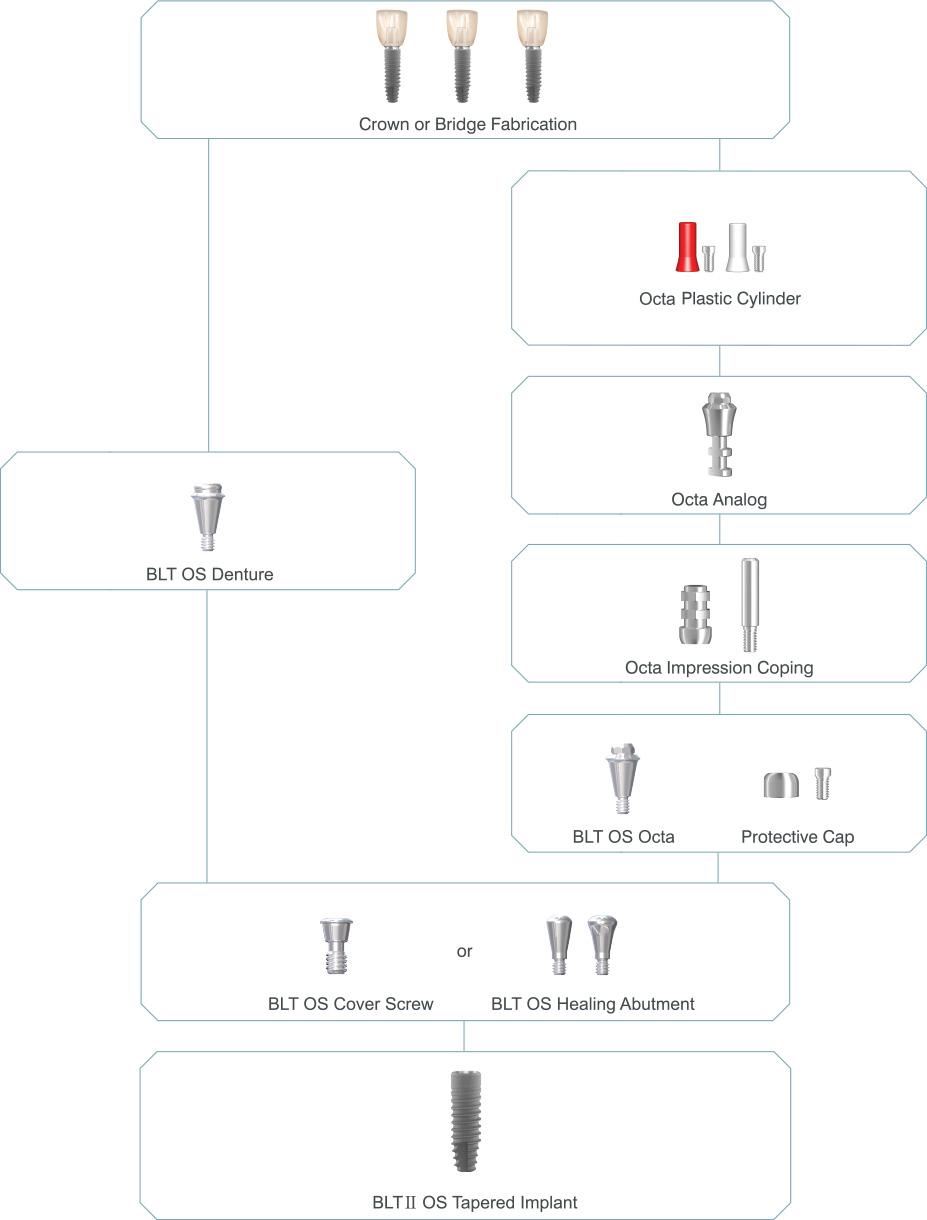 Crown or Bridge Fabrication
Octa Plastic Cylinder
Octa Analog
BLT OS Denture
Octa Impression Coping
BLT OS Octa
Protective Cap
or
BLT OS Cover Screw
BLT OS Healing Abutment
BLTⅡ OS Tapered Implant